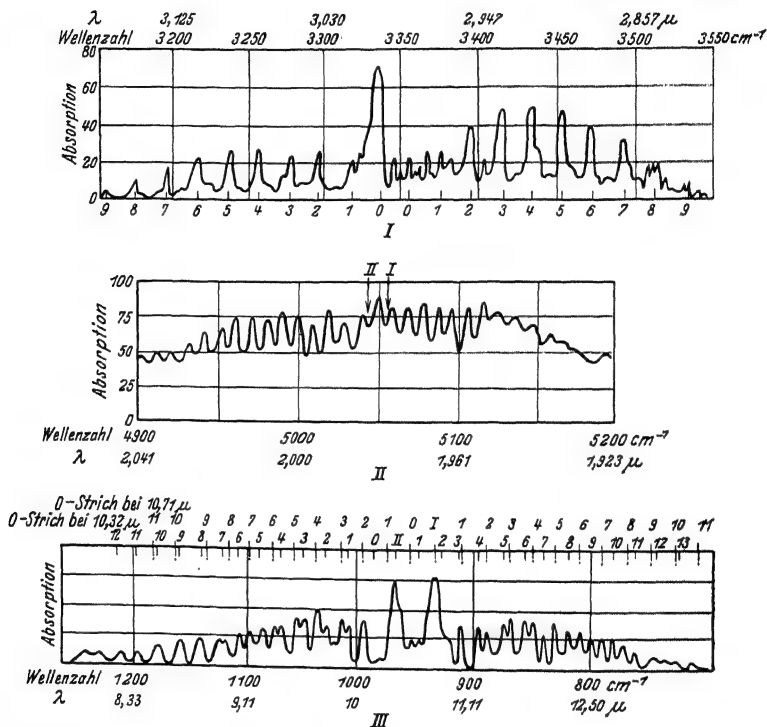 λ 3,125 3,030 2,947 2,857 μ
Wellenzahl 3200 3250 3300 3350 3400 3450 3500 3550 cm⁻¹
80
60
40
20
0
Absorption
9 8 7 6 5 4 3 2 1 0 0 1 2 3 4 5 6 7 8 9
I
II I
100
75
50
25
0
Absorption
Wellenzahl 4900 5000 5100 5200 cm⁻¹
λ 2,041 2,000 1,961 1,923 μ
II
0-Strich bei 10,71 μ
0-Strich bei 10,32 μ 11 10 9 8 7 6 5 4 3 2 1 0 I 1 2 3 4 5 6 7 8 9 10 11
12 11 10 9 8 7 6 5 4 3 2 1 0 II 1 2 3 4 5 6 7 8 9 10 11 12 13
Absorption
Wellenzahl 1200 1100 1000 900 800 cm⁻¹
λ 8,33 9,11 10 11,11 12,50 μ
III